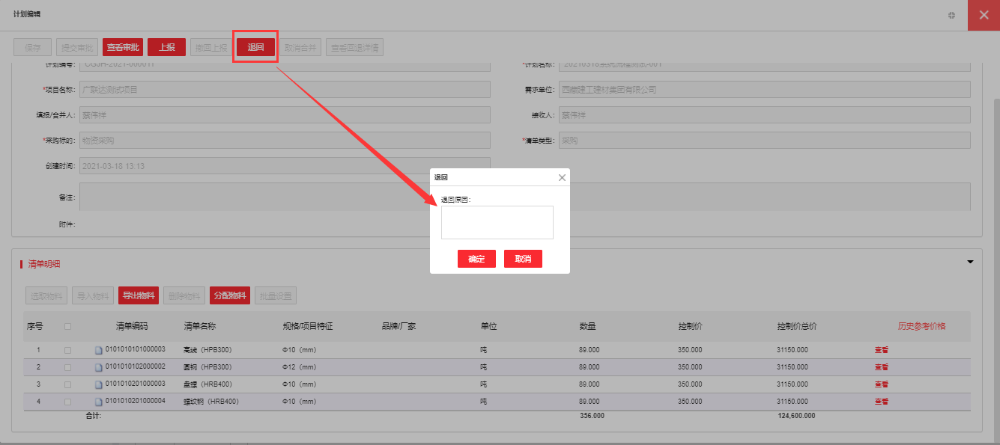 计划编辑
保存 提交审批 查看审批 上报 撤回上报 退回 取消合并 查看回退详情
计划编号: CGJH-2021-000011 *计划名称: 20210318系统流程测试-001
*项目名称: 广联达测试项目 需求单位: 西藏建工建材集团有限公司
填报/合并人: 蔡伟祥 接收人: 蔡伟祥
*采购标的: 物资采购 *清单类型: 采购
创建时间: 2021-03-18 13:13
备注:
附件:
退回
退回原因:
确定 取消
清单明细
选取物料 导入物料 导出物料 删除物料 分配物料 批量设置
序号 清单编码 清单名称 规格/项目特征 品牌/厂家 单位 数量 控制价 控制价总价 历史参考价格
1 0101010101000003 高线（HPB300） Φ10（mm） 吨 89.000 350.000 31150.000 查看
2 0101010102000002 圆钢（HPB300） Φ12（mm） 吨 89.000 350.000 31150.000 查看
3 0101010201000003 盘螺（HRB400） Φ10（mm） 吨 89.000 350.000 31150.000 查看
4 0101010201000004 螺纹钢（HRB400） Φ10（mm） 吨 89.000 350.000 31150.000 查看
合计: 356.000 124,600.000